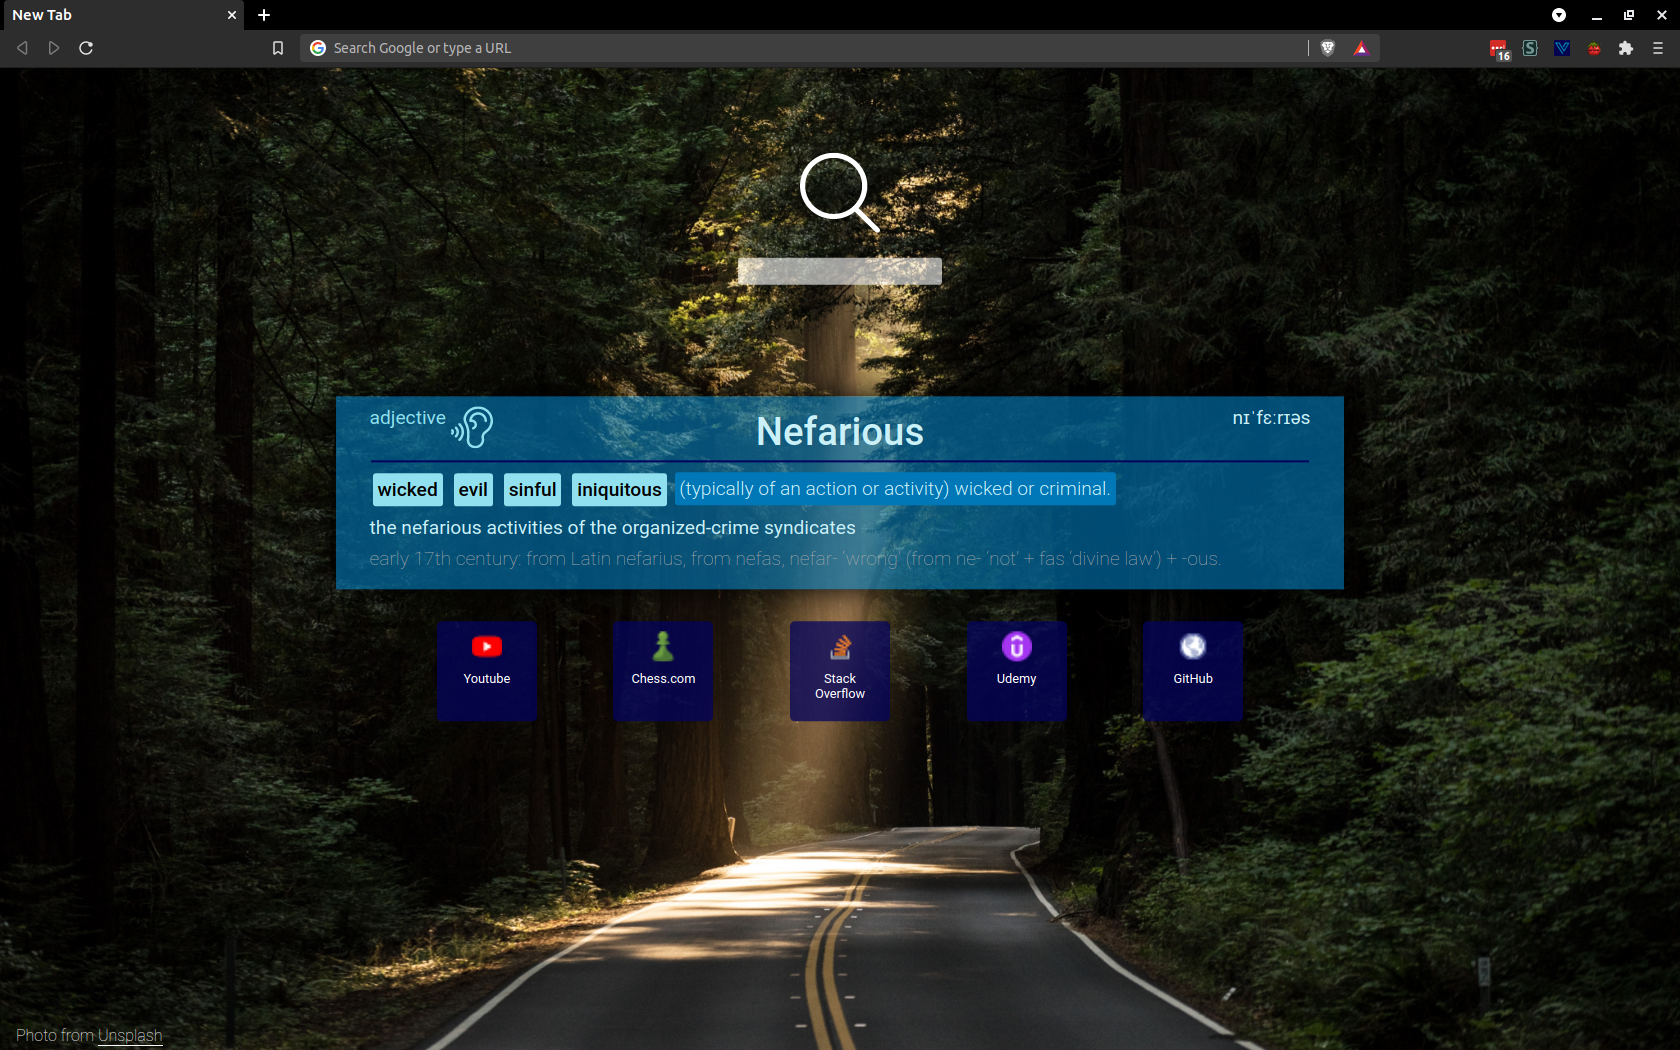 New Tab
Search Google or type a URL
16
adjective
Nefarious
nɪˈfɛːrɪəs
wicked evil sinful iniquitous (typically of an action or activity) wicked or criminal.
the nefarious activities of the organized-crime syndicates
early 17th century: from Latin nefarius, from nefas, nefar- ‘wrong’ (from ne- ‘not’ + fas ‘divine law’) + -ous.
Youtube
Chess.com
Stack
Overflow
Udemy
GitHub
Photo from Unsplash